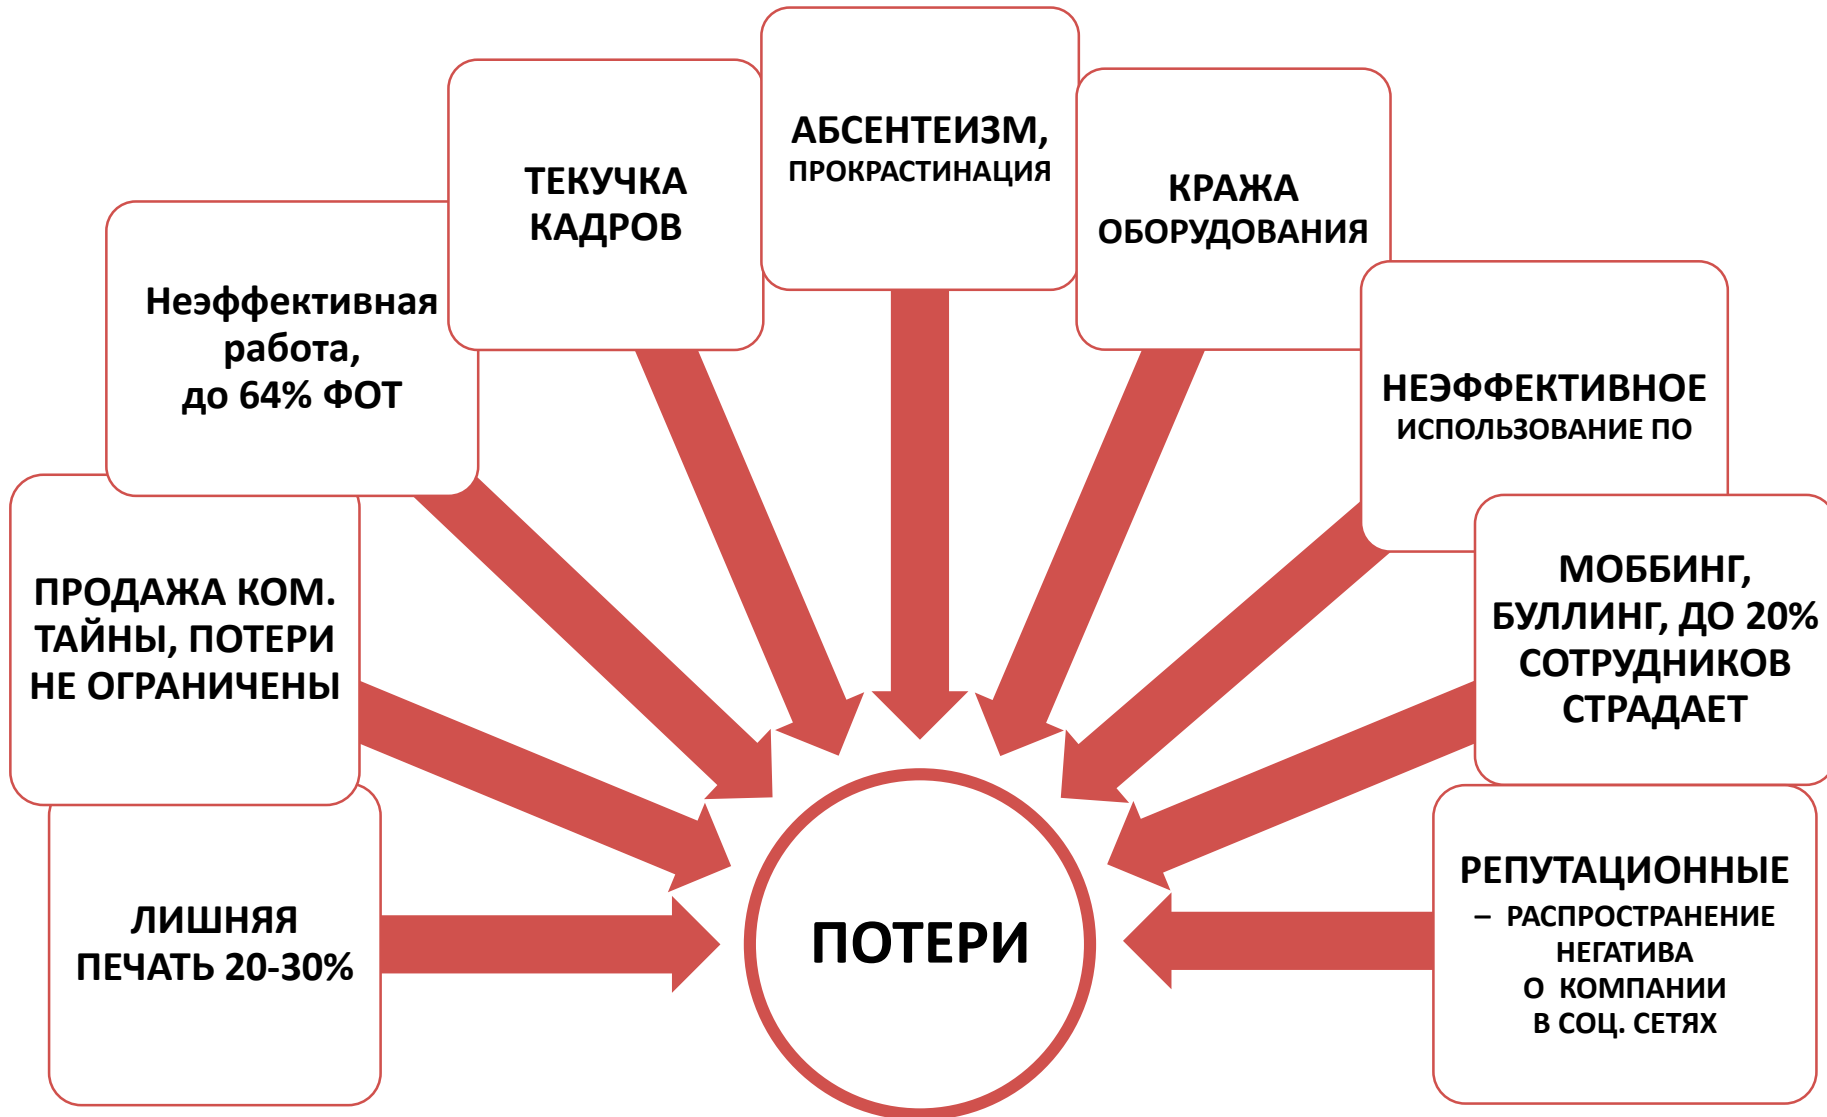 АБСЕНТЕИЗМ,
ПРОКРАСТИНАЦИЯ
ТЕКУЧКА
КАДРОВ
КРАЖА
ОБОРУДОВАНИЯ
Неэффективная
работа,
до 64% ФОТ
НЕЭФФЕКТИВНОЕ
ИСПОЛЬЗОВАНИЕ ПО
ПРОДАЖА КОМ.
ТАЙНЫ, ПОТЕРИ
НЕ ОГРАНИЧЕНЫ
МОББИНГ,
БУЛЛИНГ, ДО 20%
СОТРУДНИКОВ
СТРАДАЕТ
ЛИШНЯЯ
ПЕЧАТЬ 20-30%
ПОТЕРИ
РЕПУТАЦИОННЫЕ
– РАСПРОСТРАНЕНИЕ
НЕГАТИВА
О КОМПАНИИ
В СОЦ. СЕТЯХ